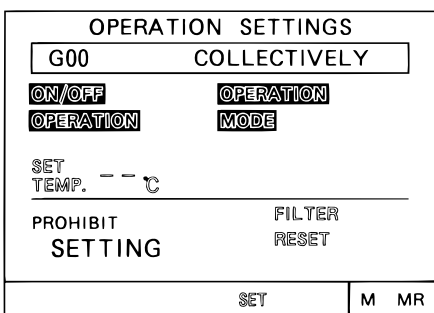 OPERATION SETTINGS
G00 COLLECTIVELY
ON/OFF OPERATION
OPERATION MODE
SET
TEMP. -- °C
PROHIBIT FILTER
SETTING RESET
SET M MR